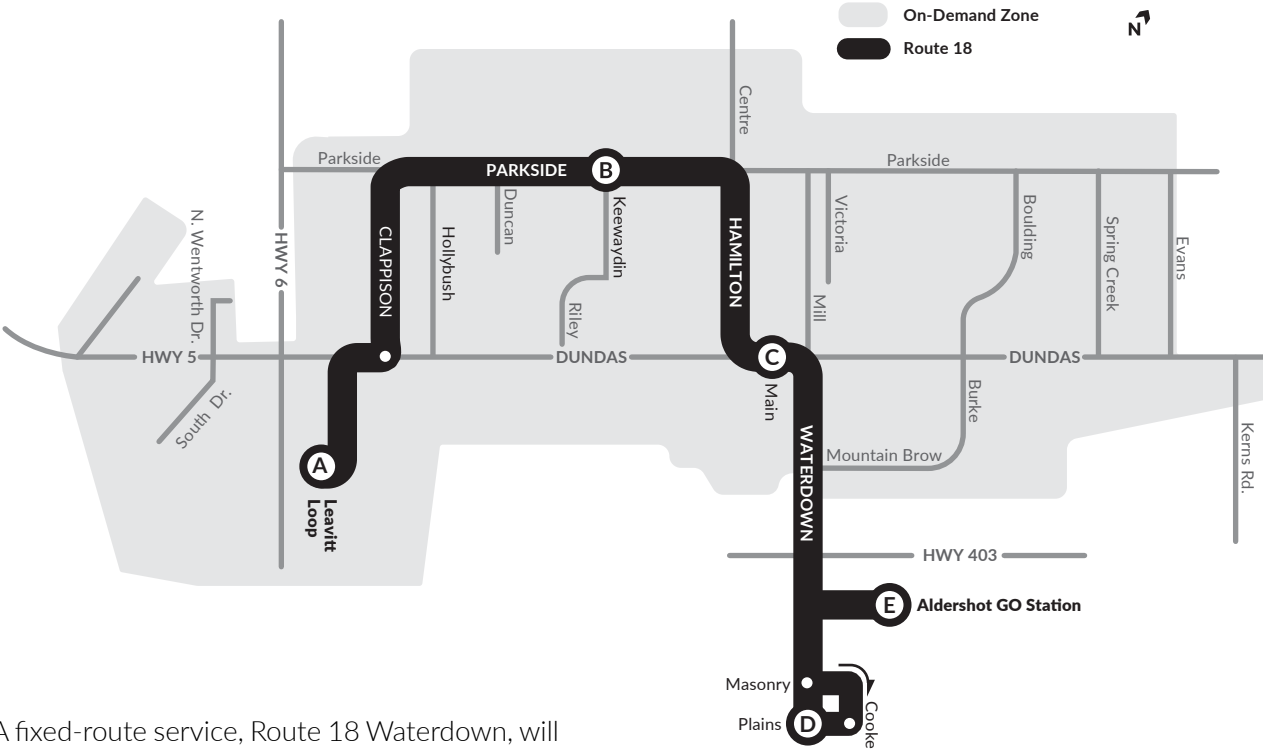 On-Demand Zone
Route 18
N
Centre
Parkside
PARKSIDE
B
Parkside
N. Wentworth Dr.
HWY 6
CLAPPISON
Hollybush
Duncan
Keewaydin
Riley
HAMILTON
Mill
Victoria
Boulding
Spring Creek
Evans
HWY 5
DUNDAS
C
DUNDAS
South Dr.
Main
Burke
Kerns Rd.
A
Leavitt
Loop
WATERDOWN
Mountain Brow
HWY 403
E
Aldershot GO Station
Masonry
Plains
D
Cooke
A fixed-route service, Route 18 Waterdown, will